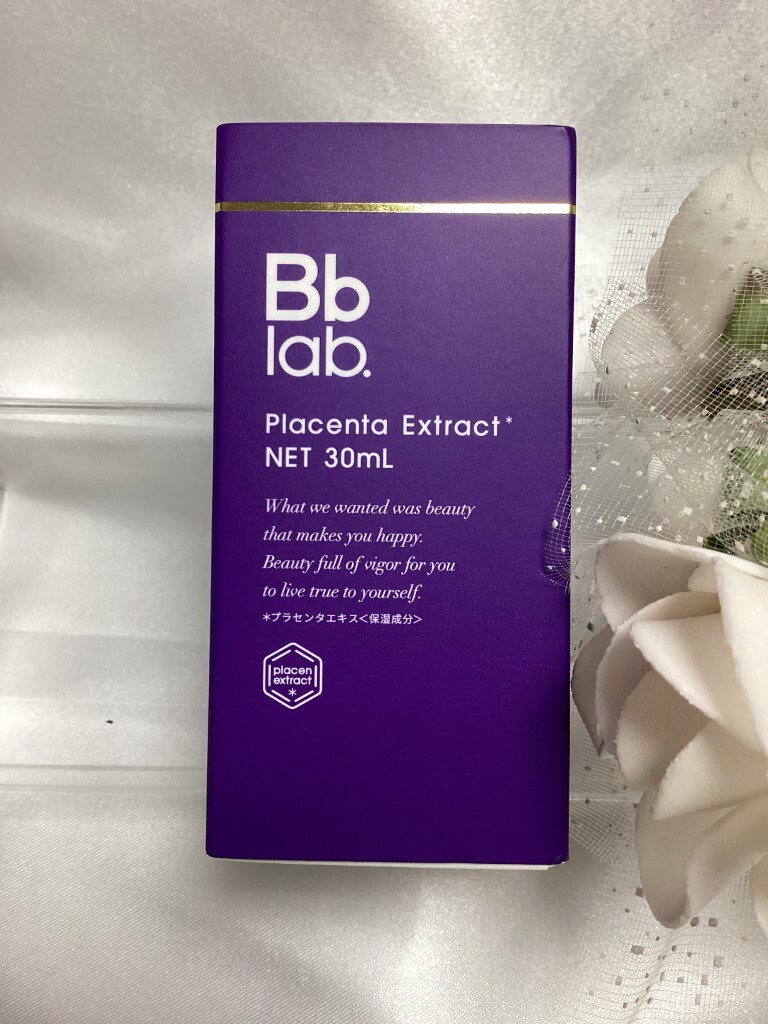 Bb
lab.
Placenta Extract*
NET 30mL
What we wanted was beauty
that makes you happy.
Beauty full of vigor for you
to live true to yourself.
*プラセンタエキス<保湿成分>
placen
extract
*